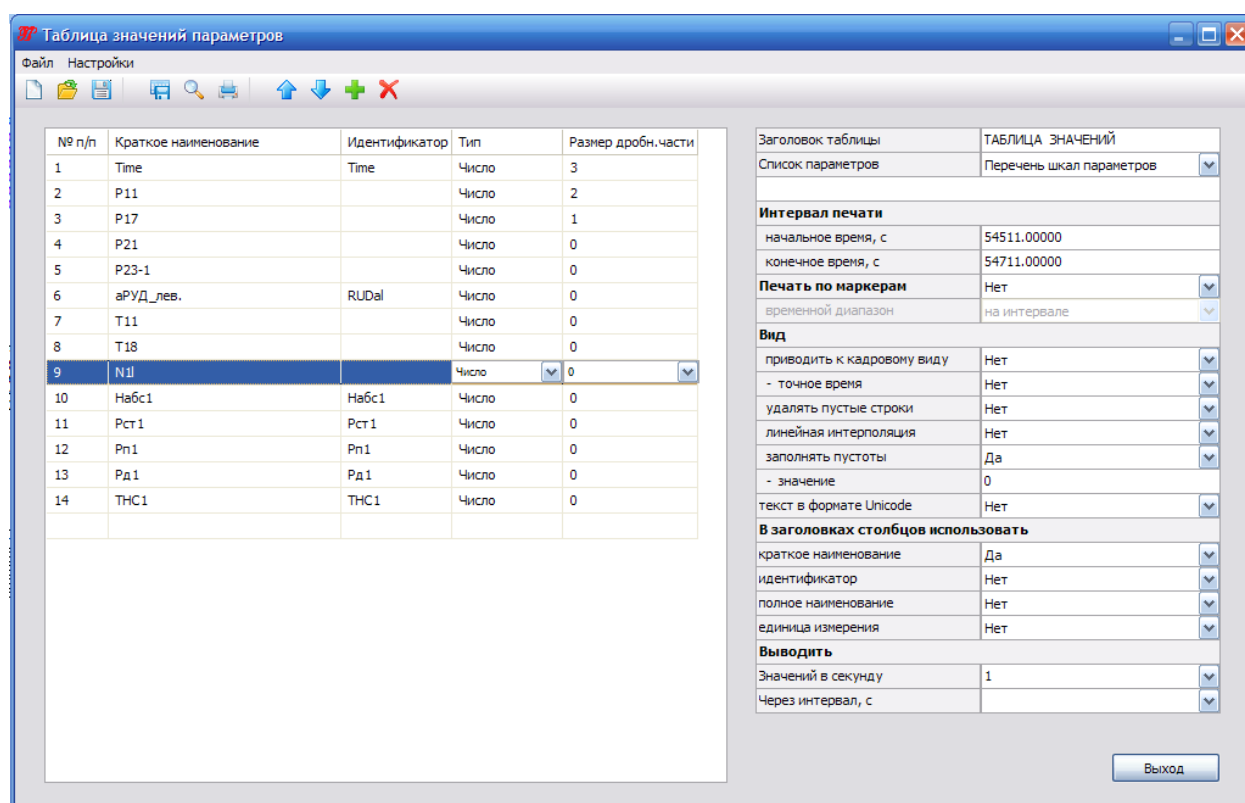 Таблица значений параметров
Файл Настройки
№ п/п Краткое наименование Идентификатор Тип Размер дробн.части
1 Time Time Число 3
2 P11 Число 2
3 P17 Число 1
4 P21 Число 0
5 P23-1 Число 0
6 аРУД_лев. RUDal Число 0
7 T11 Число 0
8 T18 Число 0
9 N1 Число 0
10 Набс1 Набс1 Число 0
11 Рст1 Рст1 Число 0
12 Рп1 Рп1 Число 0
13 Рд1 Рд1 Число 0
14 ТНС1 ТНС1 Число 0
Заголовок таблицы ТАБЛИЦА ЗНАЧЕНИЙ
Список параметров Перечень шкал параметров
Интервал печати
начальное время, с 54511.00000
конечное время, с 54711.00000
Печать по маркерам Нет
временной диапазон на интервале
Вид
приводить к кадровому виду Нет
- точное время Нет
удалять пустые строки Нет
линейная интерполяция Нет
заполнять пустоты Да
- значение 0
текст в формате Unicode Нет
В заголовках столбцов использовать
краткое наименование Да
идентификатор Нет
полное наименование Нет
единица измерения Нет
Выводить
Значений в секунду 1
Через интервал, с
Выход